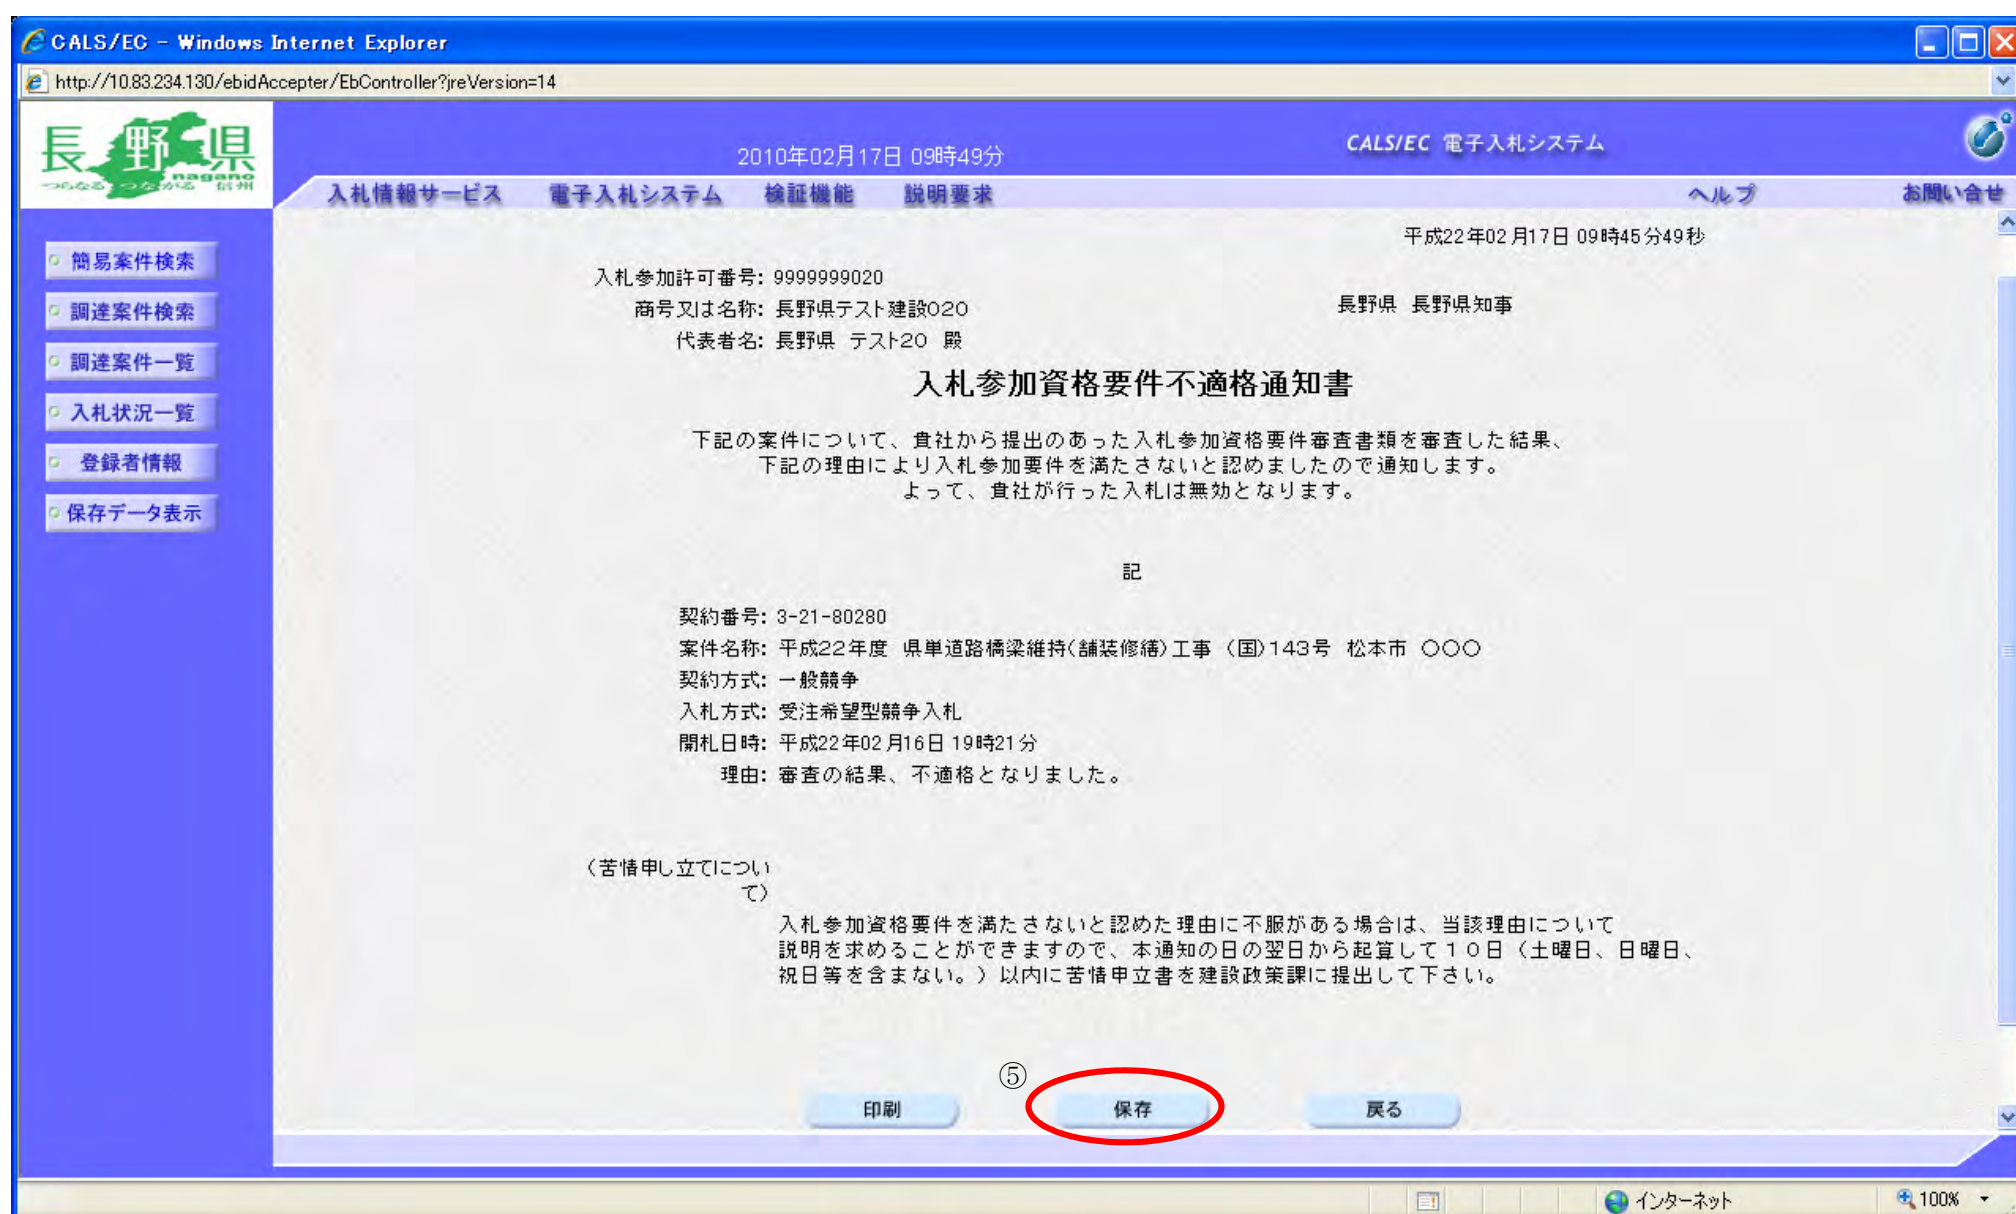 CALS/EC - Windows Internet Explorer
http://10.83.234.130/ebidAccepter/EbController?jreVersion=14
長野県
nagano
つらなる つながる 信州
2010年02月17日 09時49分
CALS/EC 電子入札システム
入札情報サービス 電子入札システム 検証機能 説明要求 ヘルプ お問い合せ
簡易案件検索
調達案件検索
調達案件一覧
入札状況一覧
登録者情報
保存データ表示
平成22年02月17日 09時45分49秒
入札参加許可番号: 9999999020
商号又は名称: 長野県テスト建設020
長野県 長野県知事
代表者名: 長野県 テスト20 殿
入札参加資格要件不適格通知書
下記の案件について、貴社から提出のあった入札参加資格要件審査書類を審査した結果、
下記の理由により入札参加要件を満たさないと認めましたので通知します。
よって、貴社が行った入札は無効となります。
記
契約番号: 3-21-80280
案件名称: 平成22年度 県単道路橋梁維持(舗装修繕)工事 (国)143号 松本市 ○○○
契約方式: 一般競争
入札方式: 受注希望型競争入札
開札日時: 平成22年02月16日 19時21分
理由: 審査の結果、不適格となりました。
(苦情申し立てについ
て)
入札参加資格要件を満たさないと認めた理由に不服がある場合は、当該理由について
説明を求めることができますので、本通知の日の翌日から起算して10日(土曜日、日曜日、
祝日等を含まない。)以内に苦情申立書を建設政策課に提出して下さい。
⑤
印刷 保存 戻る
インターネット 100%